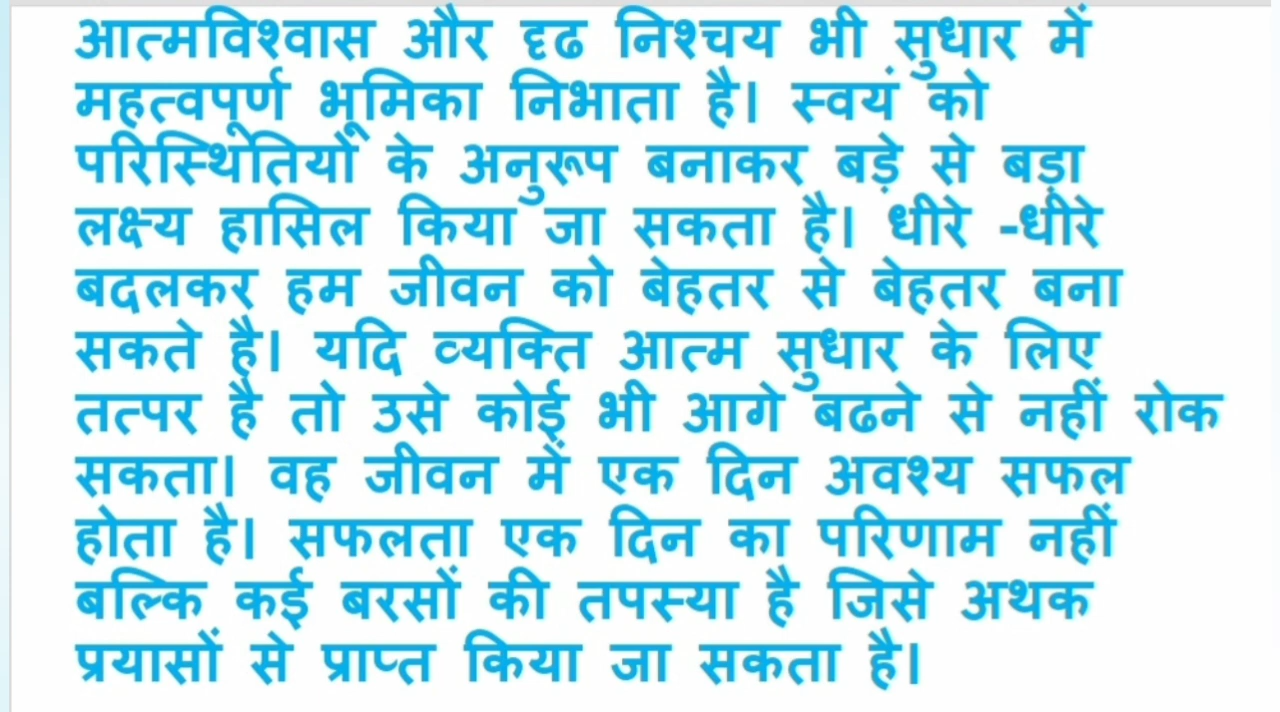 आत्मविश्वास और दृढ निश्चय भी सुधार में
महत्वपूर्ण भूमिका निभाता है। स्वयं को
परिस्थितियों के अनुरूप बनाकर बड़े से बड़ा
लक्ष्य हासिल किया जा सकता है। धीरे -धीरे
बदलकर हम जीवन को बेहतर से बेहतर बना
सकते है। यदि व्यक्ति आत्म सुधार के लिए
तत्पर है तो उसे कोई भी आगे बढने से नहीं रोक
सकता। वह जीवन में एक दिन अवश्य सफल
होता है। सफलता एक दिन का परिणाम नहीं
बल्कि कई बरसों की तपस्या है जिसे अथक
प्रयासों से प्राप्त किया जा सकता है।